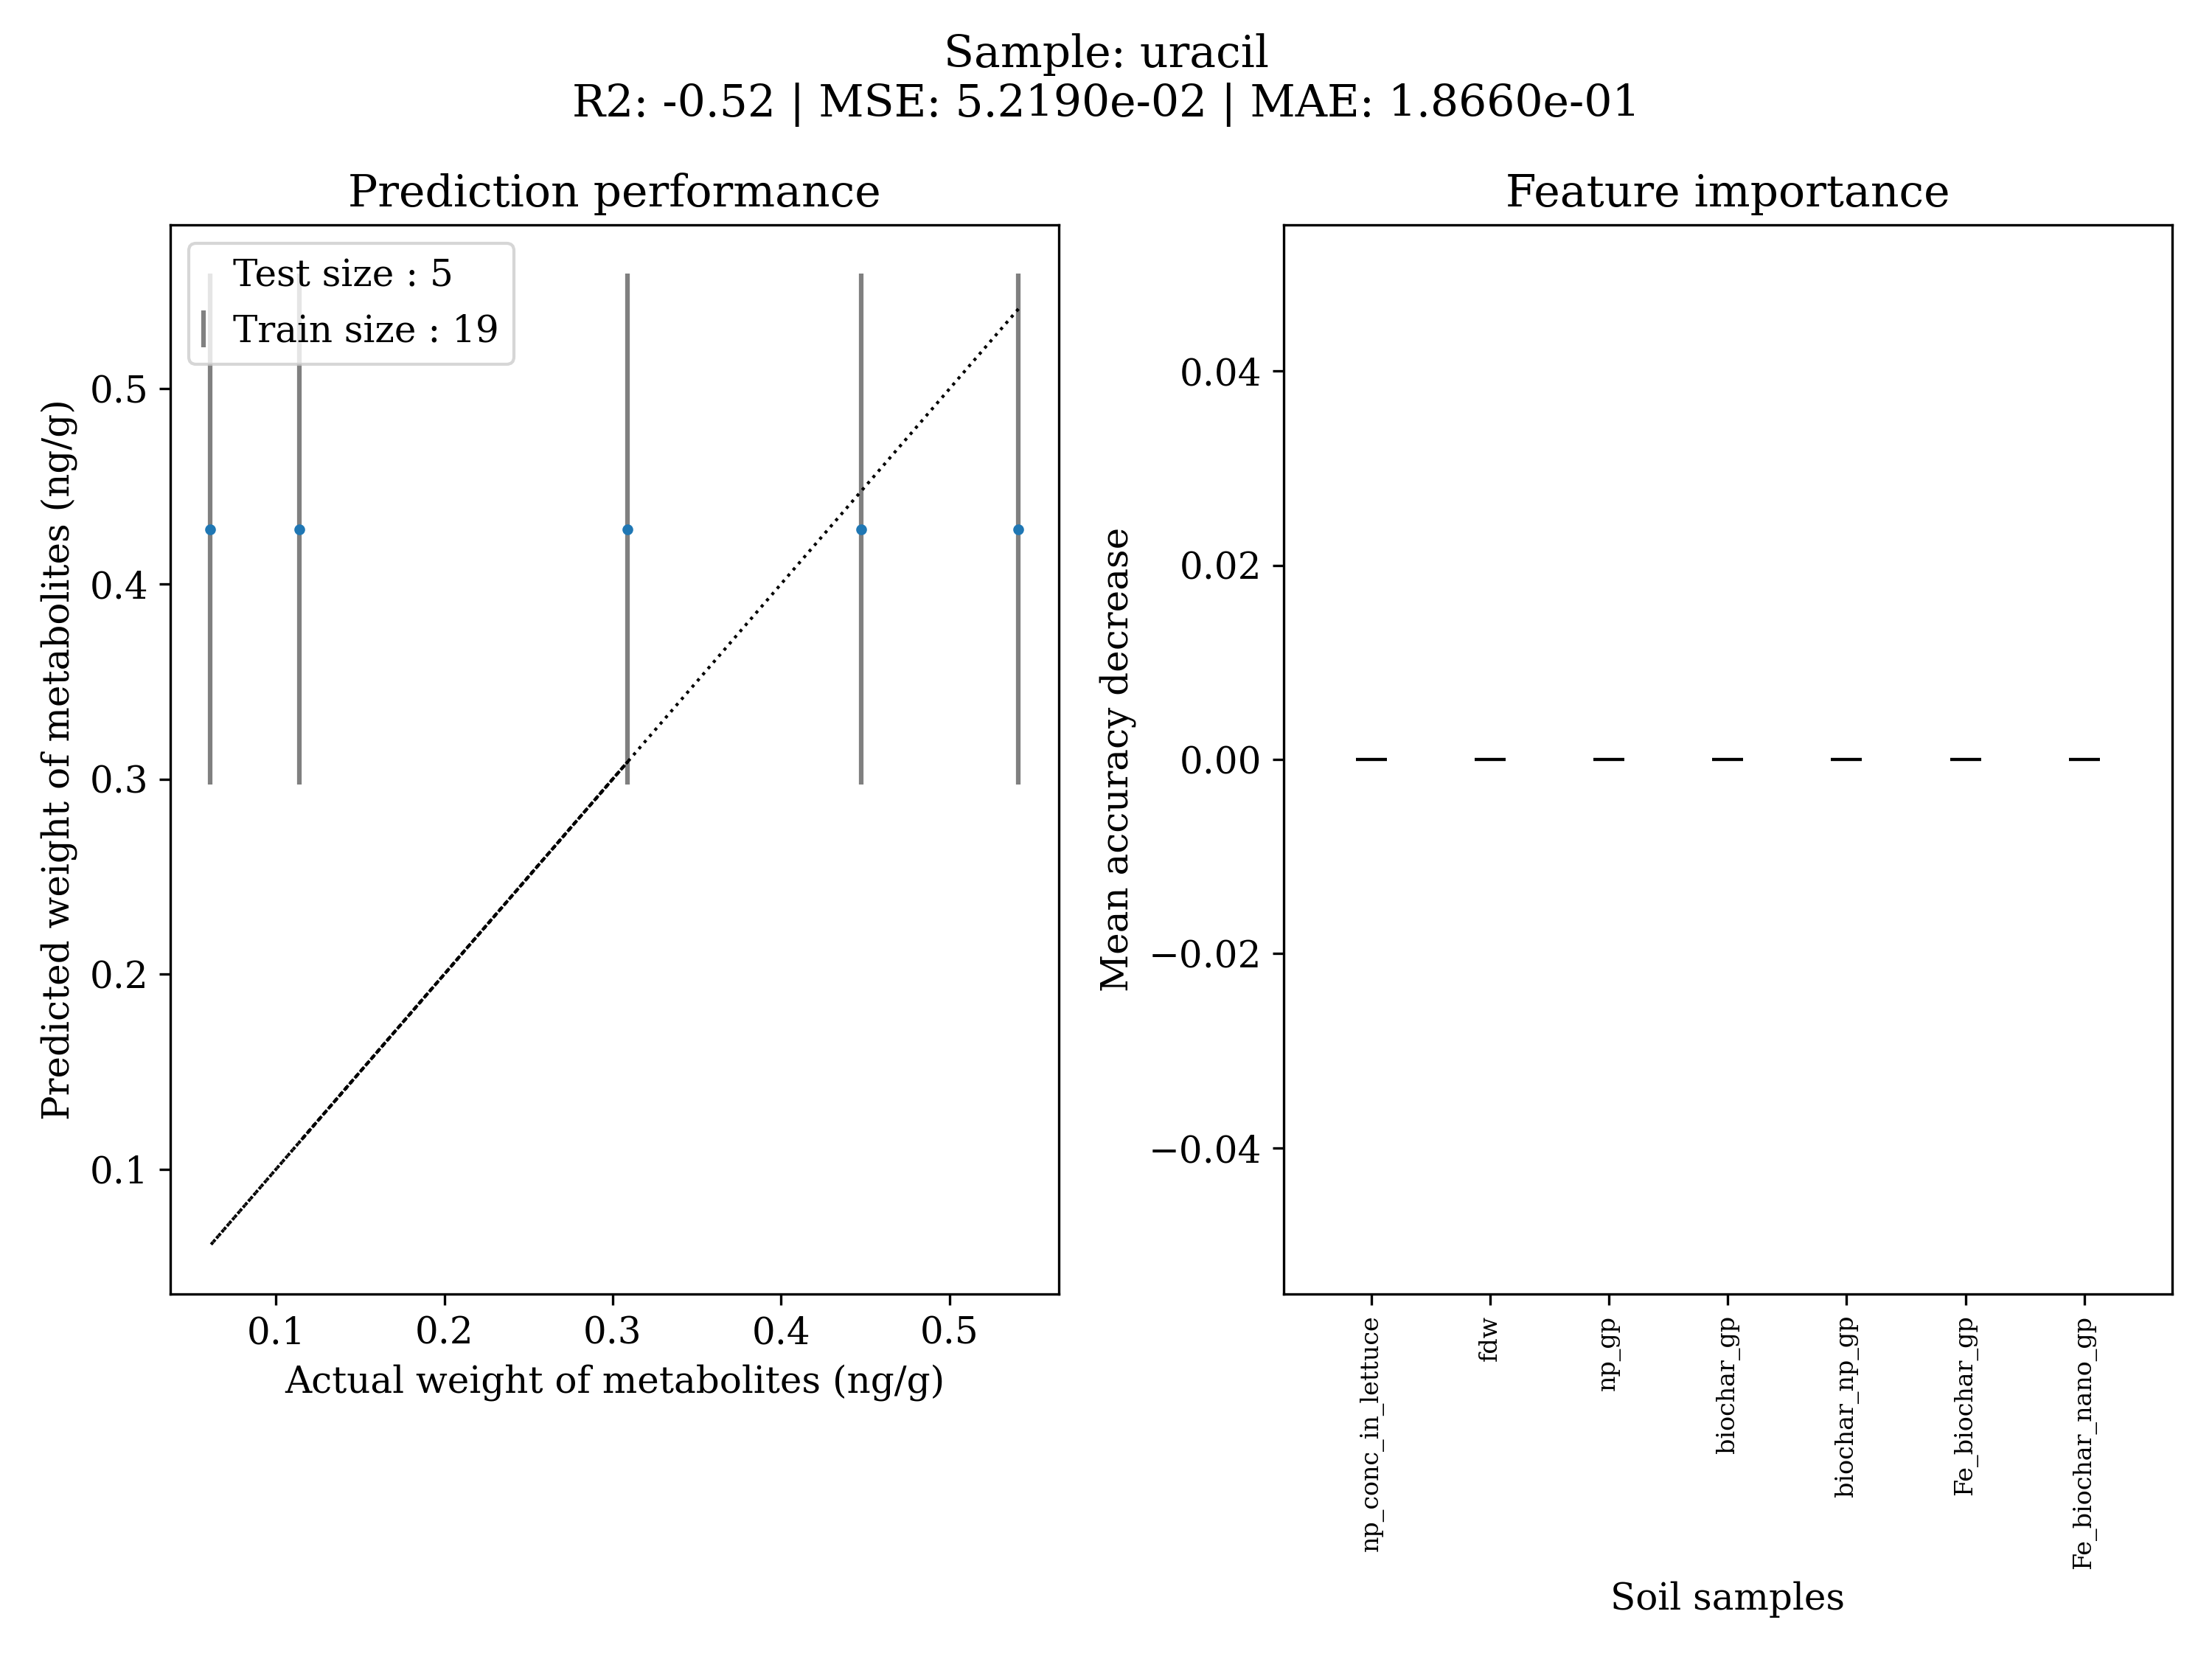 Sample: uracil
R2: -0.52 | MSE: 5.2190e-02 | MAE: 1.8660e-01
Prediction performance
Test size : 5
Train size : 19
Predicted weight of metabolites (ng/g)
0.5
0.4
0.3
0.2
0.1
0.1 0.2 0.3 0.4 0.5
Actual weight of metabolites (ng/g)
Feature importance
Mean accuracy decrease
0.04
0.02
0.00
−0.02
−0.04
np_conc_in_lettuce
fdw
np_gp
biochar_gp
biochar_np_gp
Fe_biochar_gp
Fe_biochar_nano_gp
Soil samples